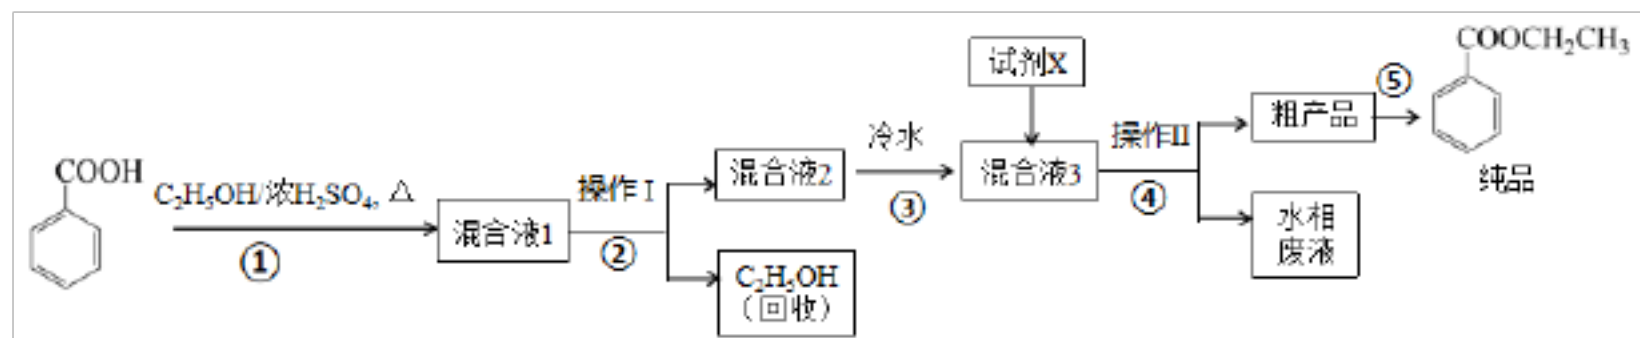 COOH
C₂H₅OH/浓H₂SO₄, △
①
混合液1
操作 I
②
混合液2
C₂H₅OH
（回收）
冷水
③
试剂X
混合液3
操作II
④
粗产品
水相
废液
⑤
COOCH₂CH₃
纯品